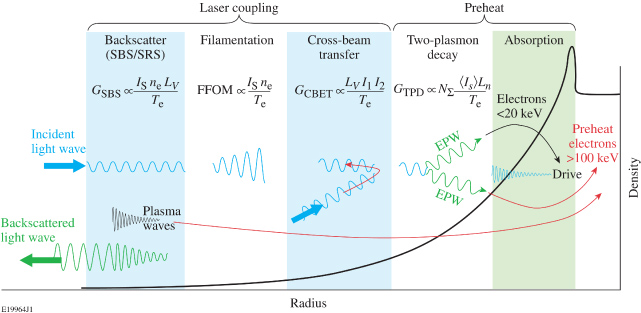 Laser coupling
Preheat
Backscatter
(SBS/SRS)
Filamentation
Cross-beam
transfer
Two-plasmon
decay
Absorption
G_SBS ∝ I_S n_e L_V / T_e
FFOM ∝ I_S n_e / T_e
G_CBET ∝ L_V I_1 I_2 / T_e
G_TPD ∝ N_Σ ⟨I_s⟩L_n / T_e
Electrons
<20 keV
Incident
light wave
EPW
EPW
Preheat
electrons
>100 keV
Drive
Plasma
waves
Backscattered
light wave
Density
Radius
E19964J1